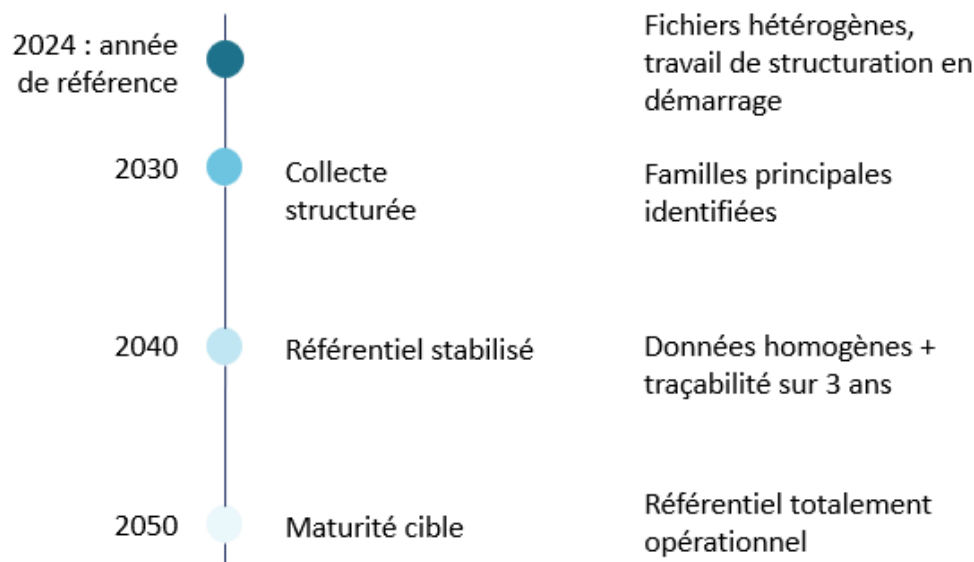 2024 : année
de référence
Fichiers hétérogènes,
travail de structuration en
démarrage
2030
Collecte
structurée
Familles principales
identifiées
2040
Référentiel stabilisé
Données homogènes +
traçabilité sur 3 ans
2050
Maturité cible
Référentiel totalement
opérationnel